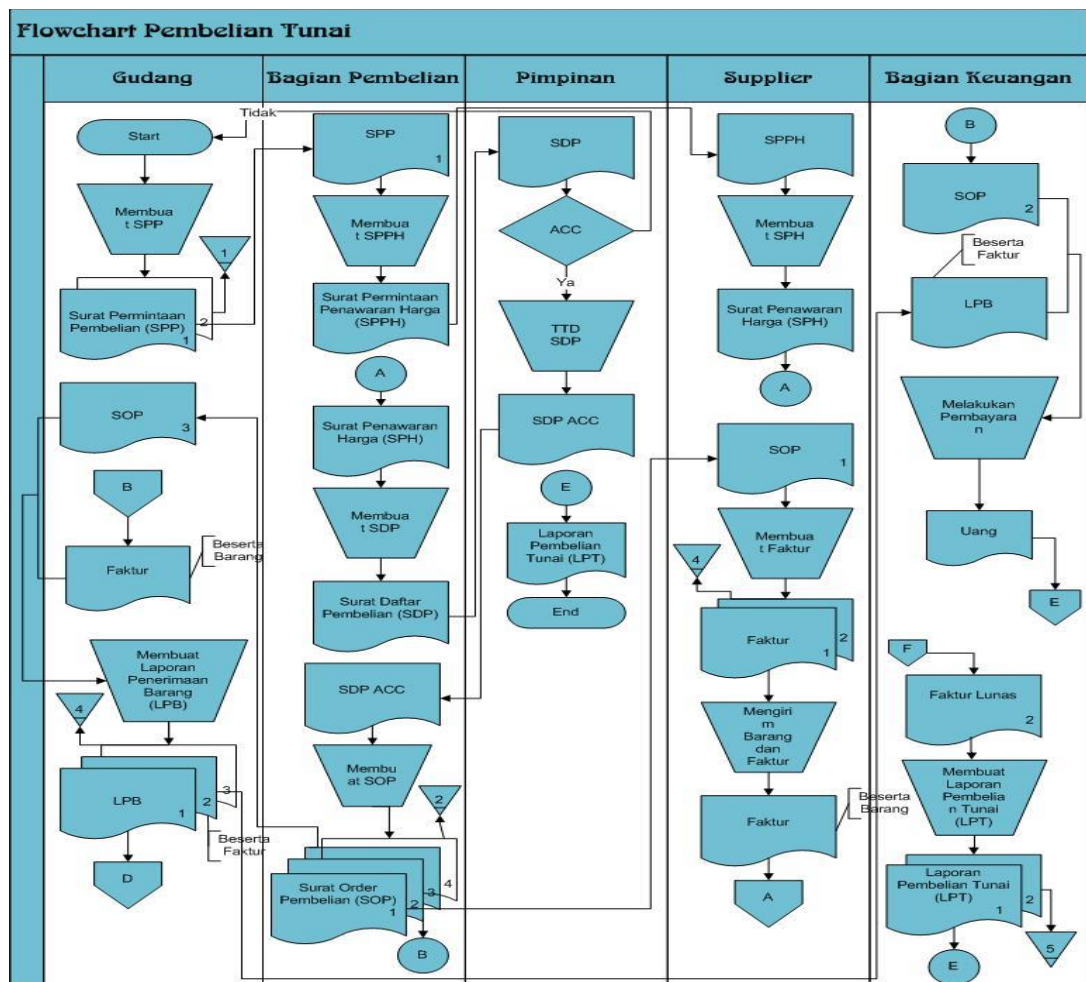 Flowchart Pembelian Tunai
Gudang
Bagian Pembelian
Pimpinan
Supplier
Bagian Keuangan
Tidak
Start
Membua
t SPP
1
Surat Permintaan
Pembelian (SPP)
1
2
SOP
3
B
Faktur
Beserta
Barang
Membuat
Laporan
Penerimaan
Barang
(LPB)
4
LPB
1
2
3
Beserta
Faktur
D
SPP
1
Membua
t SPPH
Surat Permintaan
Penawaran Harga
(SPPH)
A
Surat Penawaran
Harga (SPH)
Membua
t SDP
Surat Daftar
Pembelian (SDP)
SDP ACC
Membu
at SOP
2
Surat Order
Pembelian (SOP)
1
2
3
4
B
SDP
ACC
Ya
TTD
SDP
SDP ACC
E
Laporan
Pembelian
Tunai (LPT)
End
SPPH
Membua
t SPH
Surat Penawaran
Harga (SPH)
A
SOP
1
Membua
t Faktur
4
Faktur
1
2
Mengiri
m
Barang
dan
Faktur
Faktur
Beserta
Barang
A
B
SOP
2
Beserta
Faktur
LPB
Melakukan
Pembayara
n
Uang
E
F
Faktur Lunas
2
Membuat
Laporan
Pembelia
n Tunai
(LPT)
Laporan
Pembelian Tunai
(LPT)
1
2
5
E